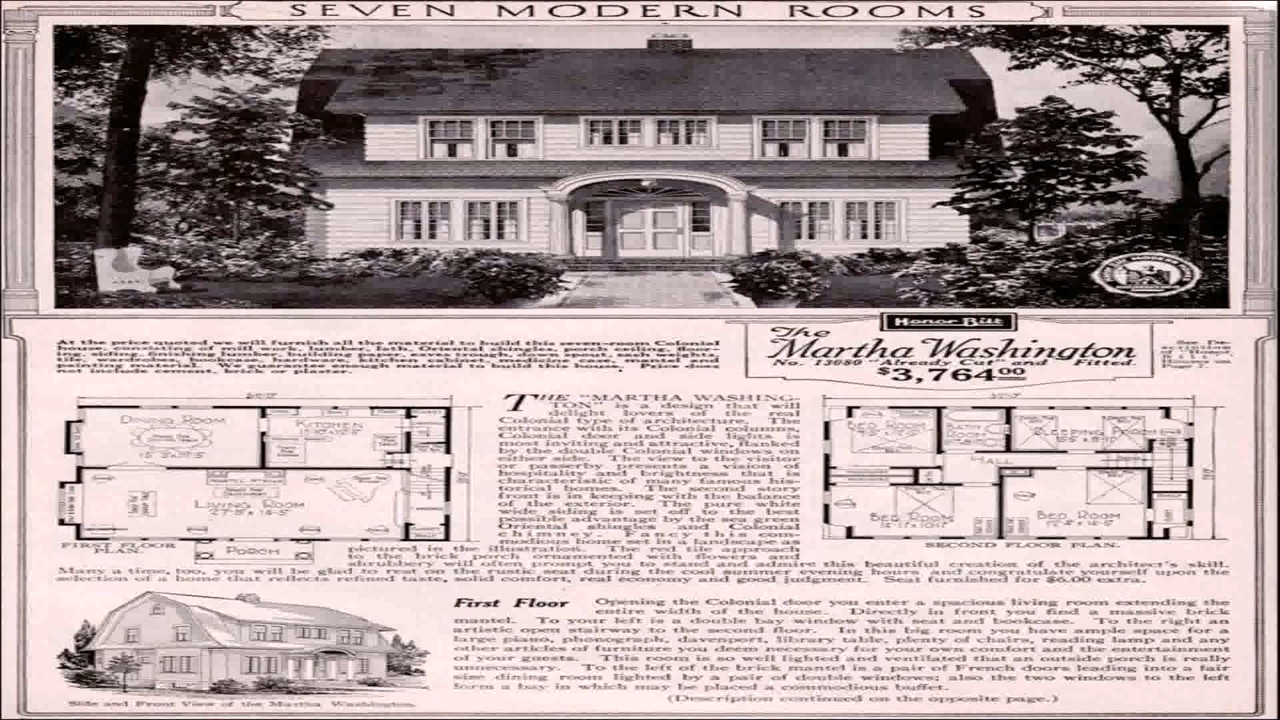 SEVEN MODERN ROOMS
At the price quoted we will furnish all the material to build this seven-room Colonial
house, consisting of mill work, lumber, lath, Oriental shingles, porch ceiling, floor-
ing, siding, finishing lumber, building paper, eaves trough, down spout, sash weights,
tile, wardrobes, bookcase, hardware, kitchen cabinet, medicine case, mantel and
painting material. We guarantee enough material to build this house. Price does
not include cement, brick or plaster.
Honor Bilt
The
Martha Washington
No. 13080 "Already Cut" and Fitted.
$3,764.00
See De-
scription
of "Honor
Bilt"
Houses on
Page
DINING ROOM
KITCHEN
LIVING ROOM
PORCH
FIRST FLOOR
PLAN.
THE "MARTHA WASHING-
TON" is a design that will
delight lovers of the real
Colonial type of architecture. The
entrance with its Colonial columns,
Colonial door and side lights is
most inviting and attractive, flanked
by the double Colonial windows on
either side. The view to the visitor
or passerby presents a vision of
hospitality and brightness that is
characteristic of many famous his-
torical homes. The second story
front is in keeping with the balance
of the exterior. The pure white
wide siding is set off to the best
possible advantage by the sea green
Oriental shingles and Colonial
chimney. Fancy this com-
modious home set in a landscape as
pictured in the illustration. The red tile approach
to the brick porch ornamented with flowers and
shrubbery will often prompt you to stand and admire this beautiful creation of the architect's skill.
Many a time, too, you will be glad to rest on the rustic seat during the cool summer evening hours and congratulate yourself upon the
selection of a home that reflects refined taste, solid comfort, real economy and good judgment. Seat furnished for $6.00 extra.
BED ROOM
BATH
ROOM
SLEEPING
HALL
BED ROOM
BED ROOM
SECOND FLOOR PLAN.
First Floor Opening the Colonial door you enter a spacious living room extending the
entire width of the house. Directly in front you find a massive brick
mantel. To your left is a double bay window with seat and bookcase. To the right an
artistic open stairway to the second floor. In this big room you have ample space for a
large piano, phonograph, davenport, library table, plenty of chairs, reading lamp and any
other articles of furniture you deem necessary for your own comfort and the entertainment
of your guests. This room is so well lighted and ventilated that an outside porch is really
unnecessary. To the left of the brick mantel is a pair of French doors leading into a fair
size dining room lighted by a pair of double windows; also the two windows to the left
form a bay in which may be placed a commodious buffet.
(Description continued on the opposite page.)
Side and Front View of the Martha Washington.